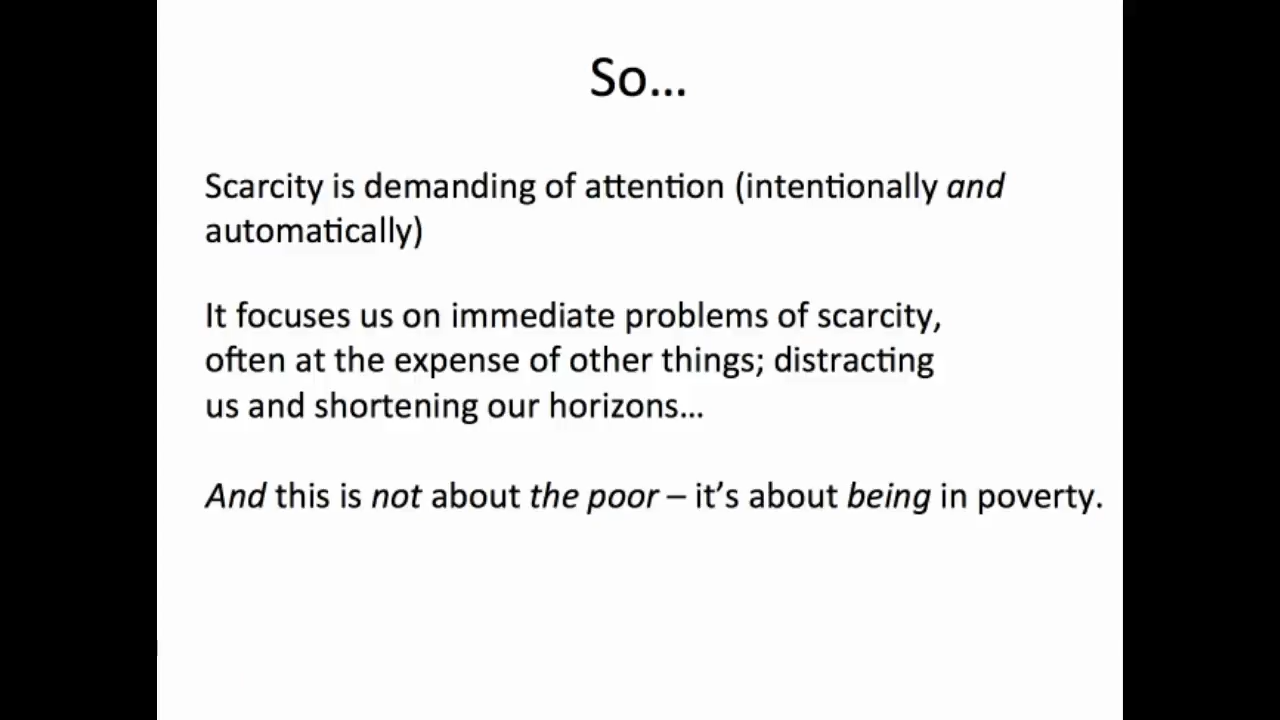 So…
Scarcity is demanding of attention (intentionally and
automatically)
It focuses us on immediate problems of scarcity,
often at the expense of other things; distracting
us and shortening our horizons…
And this is not about the poor – it’s about being in poverty.